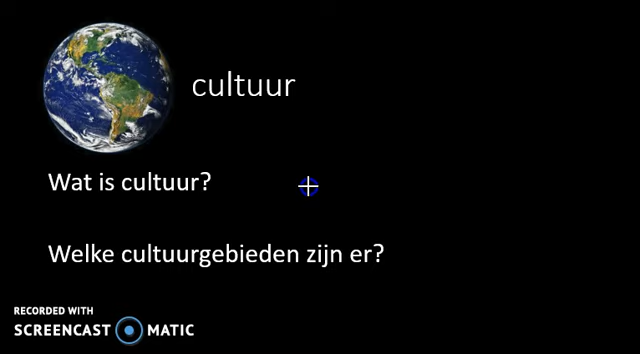 cultuur
Wat is cultuur?
Welke cultuurgebieden zijn er?
RECORDED WITH
SCREENCAST MATIC